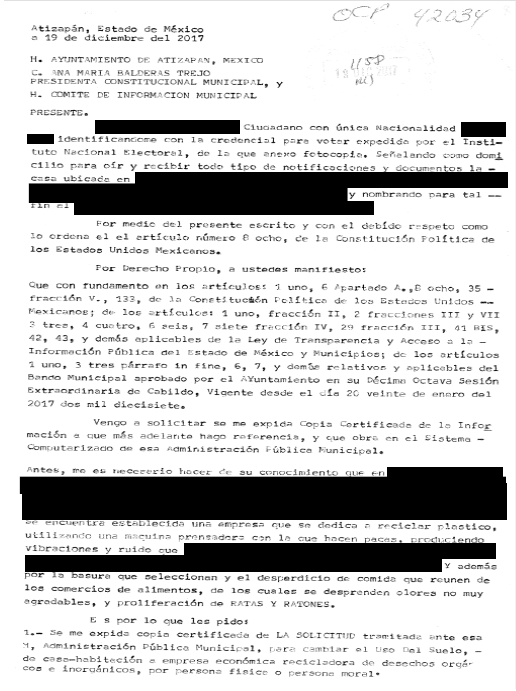 OCP 42034
Atizapán, Estado de México
a 19 de diciembre del 2017
H. AYUNTAMIENTO DE ATIZAPAN, MEXICO
C. ANA MARIA BALDERAS TREJO
PRESIDENTA CONSTITUCIONAL MUNICIPAL, y
H. COMITE DE INFORMACION MUNICIPAL
PRESENTE.
Ciudadano con única Nacionalidad
identificandome con la credencial para votar expedida por el Insti-
tuto Nacional Electoral, de la que anexo fotocopia. Señalando como domi
cilio para oír y recibir todo tipo de notificaciones y documentos la -
casa ubicada en
y nombrando para tal --
fin el
Por medio del presente escrito y con el debido respeto como
lo ordena el el artículo número 8 ocho, de la Constitución Política de
los Estados Unidos Mexicanos.
Por Derecho Propio, a ustedes manifiesto:
Que con fundamento en los artículos: 1 uno, 6 Apartado A.,8 ocho, 35 -
fracción V., 133, de la Constitución Política de los Estados Unidos --
Mexicanos; de los artículos: 1 uno, fracción II, 2 fracciones III y VII
3 tres, 4 cuatro, 6 seis, 7 siete fracción IV, 29 fracción III, 41 BIS,
42, 43, y demás aplicables de la Ley de Transparencia y Acceso a la -
Información Pública del Estado de México y Municipios; de los artículos
1 uno, 3 tres párrafo in fine, 6, 7, y demás relativos y aplicables del
Bando Municipal aprobado por el AYuntamiento en su Décima Octava Sesión
Extraordinaria de Cabildo, Vigente desde el día 20 veinte de enero del
2017 dos mil diecisiete.
Vengo a solicitar se me expida Copia Certificada de la Infor
mación a que más adelante hago referencia, y que obra en el Sistema -
Computarizado de esa Administración Pública Municipal.
Antes, me es necesario hacer de su conocimiento que en
se encuentra establecida una empresa que se dedica a reciclar plastico,
utilizando una maquina prensadora con la que hacen pacas, produciendo
vibraciones y ruido que
Y además
por la basura que seleccionan y el desperdicio de comida que reunen de
los comercios de alimentos, de los cuales se desprenden olores no muy
agradables, y proliferación de RATAS Y RATONES.
E s por lo que les pido:
1.- Se me expida copia certificada de LA SOLICITUD tramitada ante esa
H, Administración Pública Municipal, para cambiar el Uso Del Suelo, -
de casa-habitación a empresa económica recicladora de desechos orgá-
cos e inorgánicos, por persona física o persona moral.